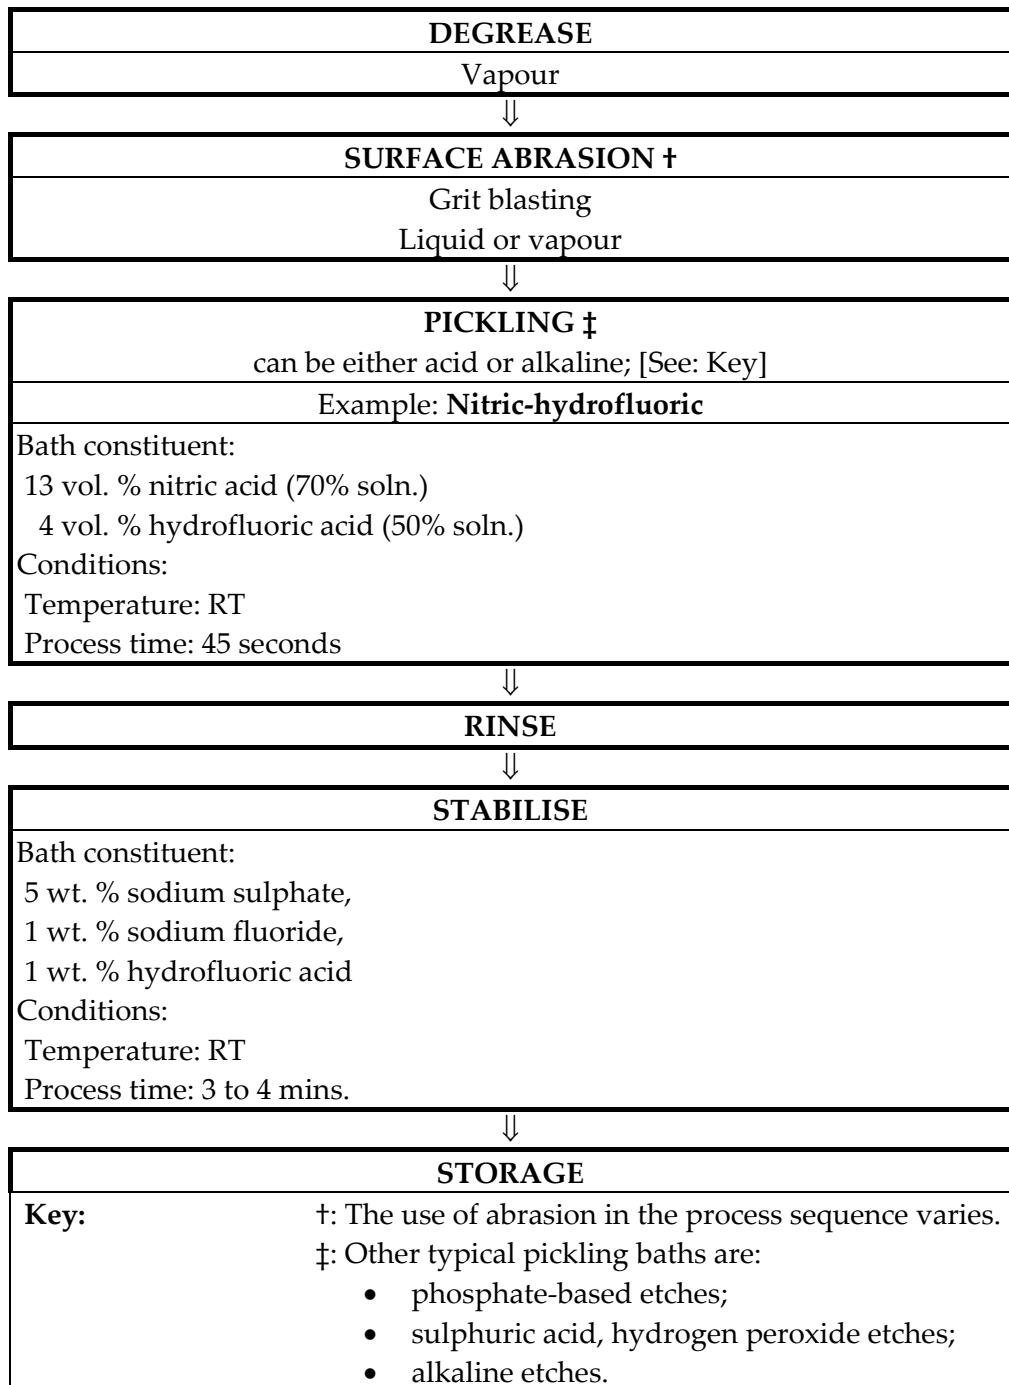 DEGREASE
Vapour
⇓
SURFACE ABRASION †
Grit blasting
Liquid or vapour
⇓
PICKLING ‡
can be either acid or alkaline; [See: Key]
Example: Nitric-hydrofluoric
Bath constituent:
13 vol. % nitric acid (70% soln.)
4 vol. % hydrofluoric acid (50% soln.)
Conditions:
Temperature: RT
Process time: 45 seconds
⇓
RINSE
⇓
STABILISE
Bath constituent:
5 wt. % sodium sulphate,
1 wt. % sodium fluoride,
1 wt. % hydrofluoric acid
Conditions:
Temperature: RT
Process time: 3 to 4 mins.
⇓
STORAGE
Key: †: The use of abrasion in the process sequence varies.
‡: Other typical pickling baths are:
• phosphate-based etches;
• sulphuric acid, hydrogen peroxide etches;
• alkaline etches.